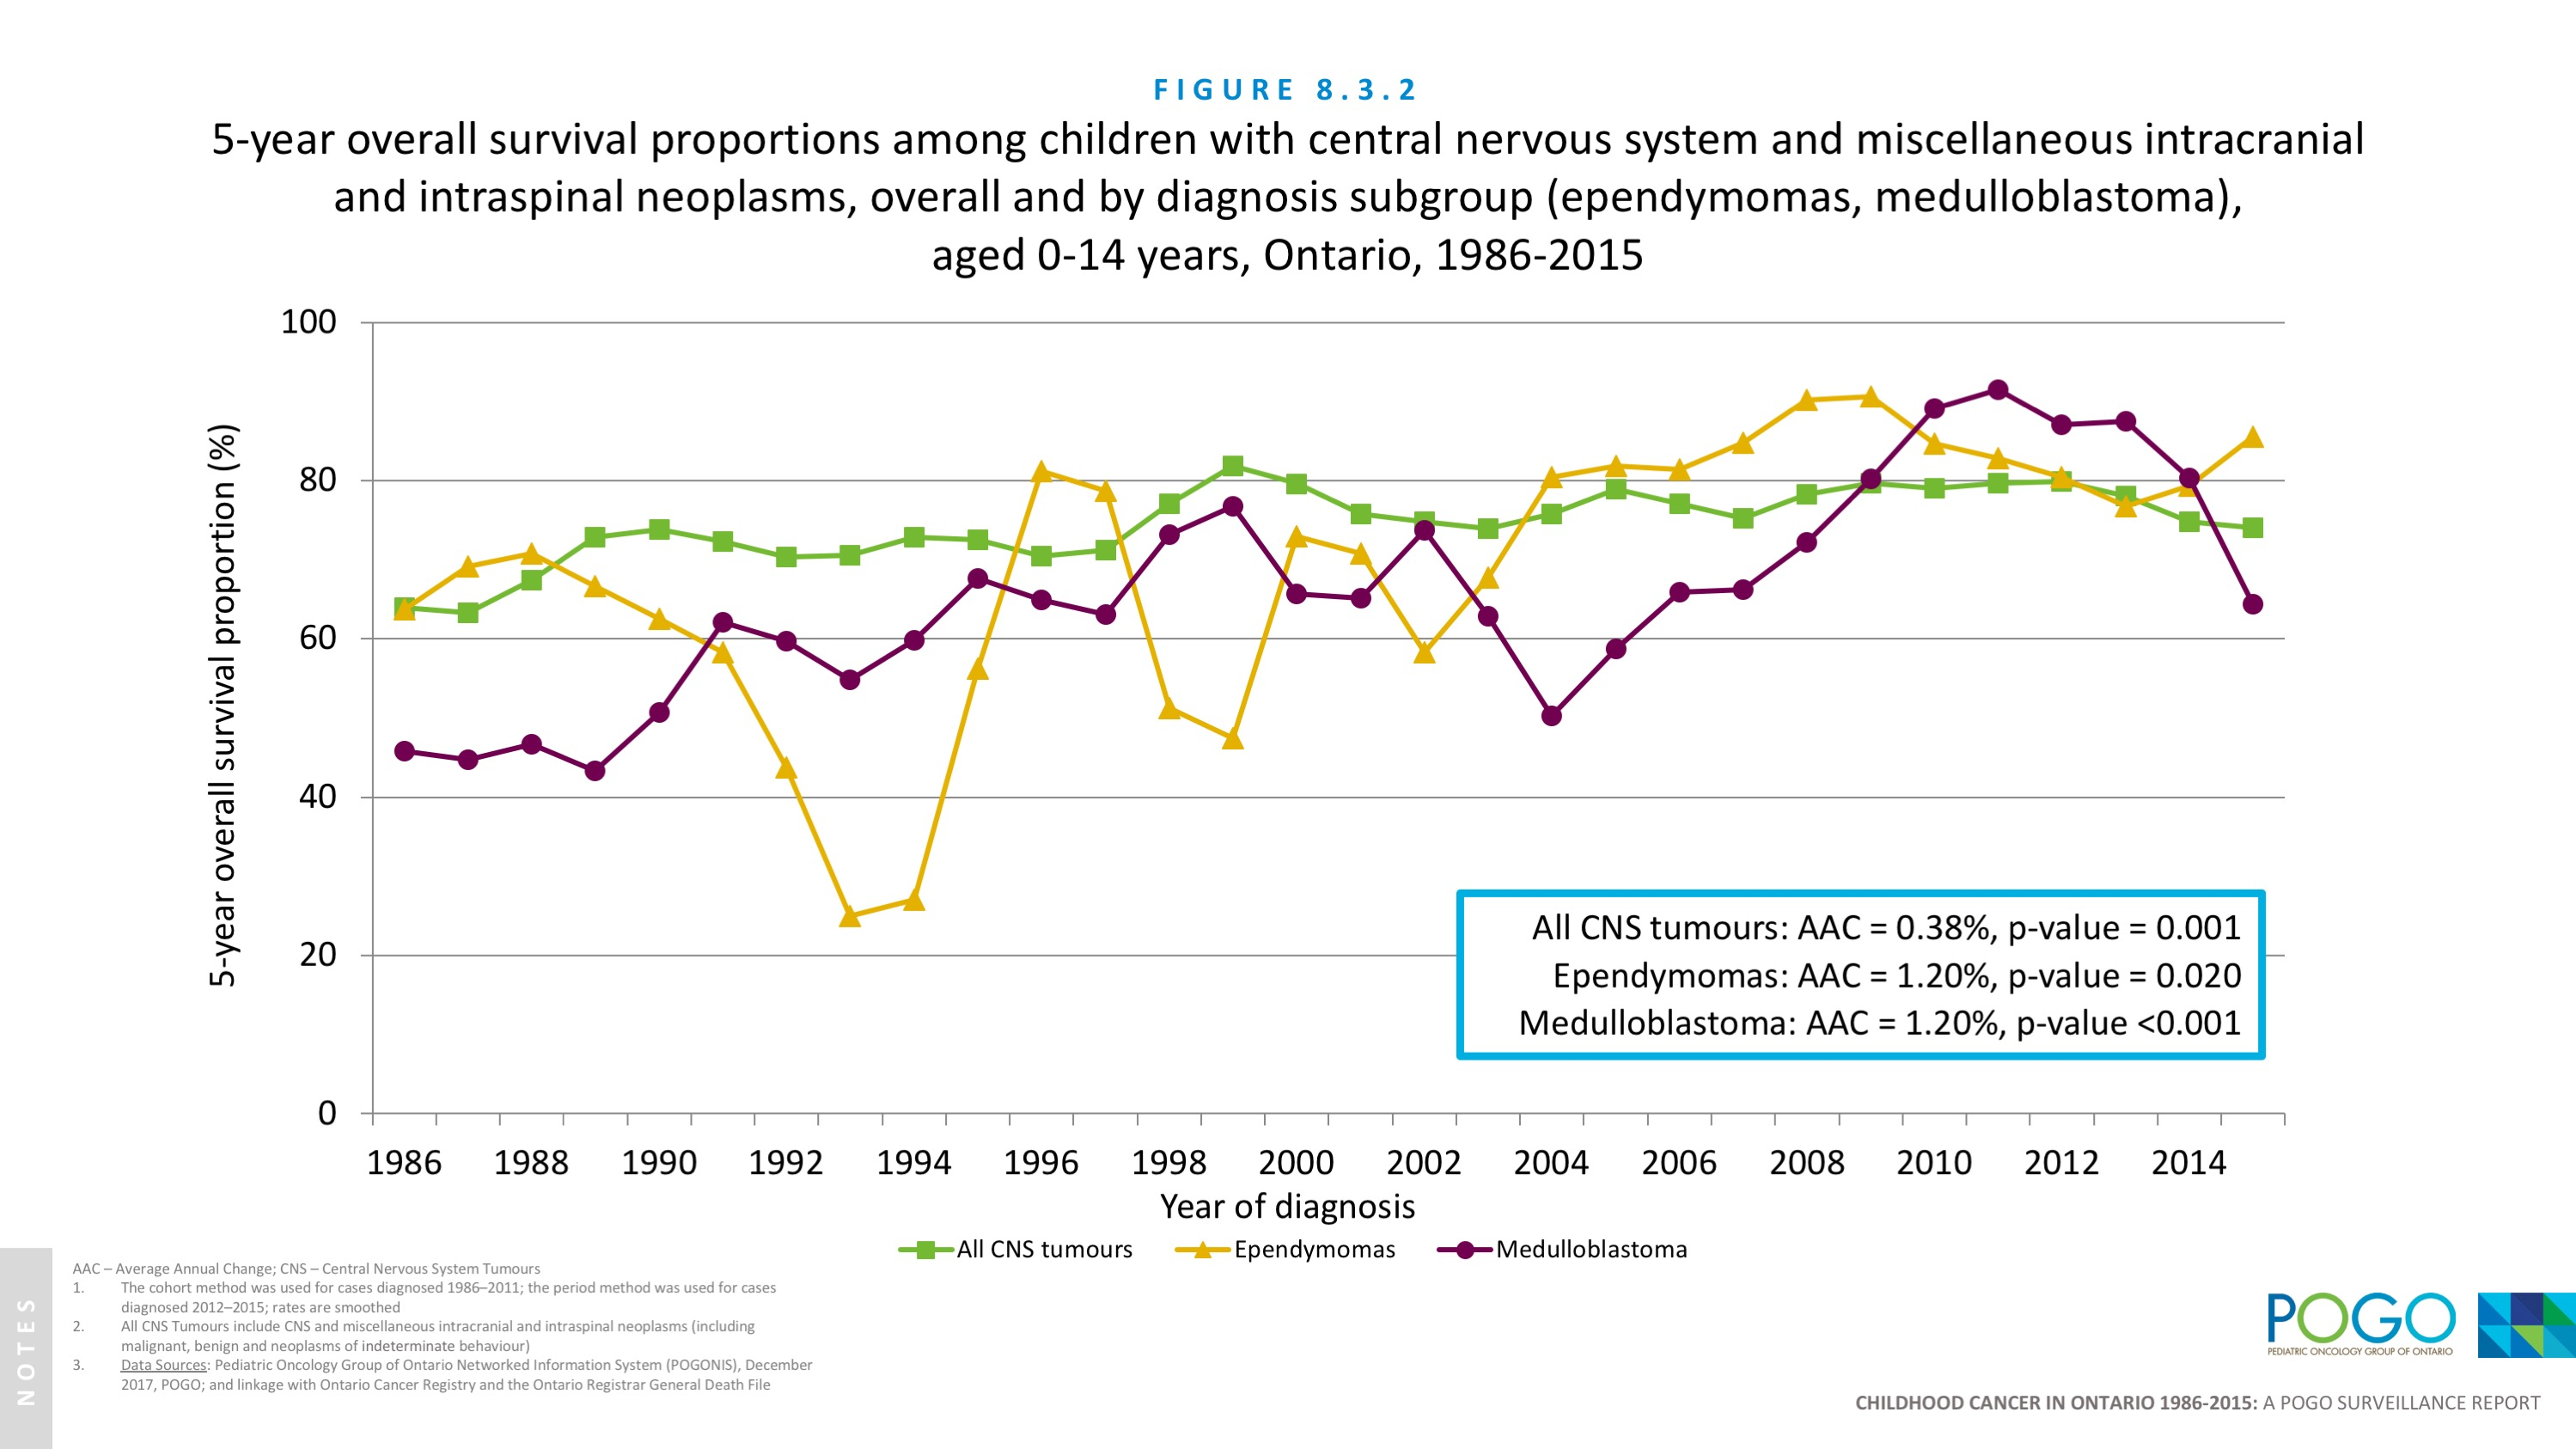 FIGURE 8.3.2
5-year overall survival proportions among children with central nervous system and miscellaneous intracranial
and intraspinal neoplasms, overall and by diagnosis subgroup (ependymomas, medulloblastoma),
aged 0-14 years, Ontario, 1986-2015
5-year overall survival proportion (%)
100
80
60
40
20
0
All CNS tumours: AAC = 0.38%, p-value = 0.001
Ependymomas: AAC = 1.20%, p-value = 0.020
Medulloblastoma: AAC = 1.20%, p-value <0.001
1986 1988 1990 1992 1994 1996 1998 2000 2002 2004 2006 2008 2010 2012 2014
Year of diagnosis
All CNS tumours Ependymomas Medulloblastoma
NOTES
AAC – Average Annual Change; CNS – Central Nervous System Tumours
1. The cohort method was used for cases diagnosed 1986–2011; the period method was used for cases
diagnosed 2012–2015; rates are smoothed
2. All CNS Tumours include CNS and miscellaneous intracranial and intraspinal neoplasms (including
malignant, benign and neoplasms of indeterminate behaviour)
3. Data Sources: Pediatric Oncology Group of Ontario Networked Information System (POGONIS), December
2017, POGO; and linkage with Ontario Cancer Registry and the Ontario Registrar General Death File
POGO
PEDIATRIC ONCOLOGY GROUP OF ONTARIO
CHILDHOOD CANCER IN ONTARIO 1986-2015: A POGO SURVEILLANCE REPORT